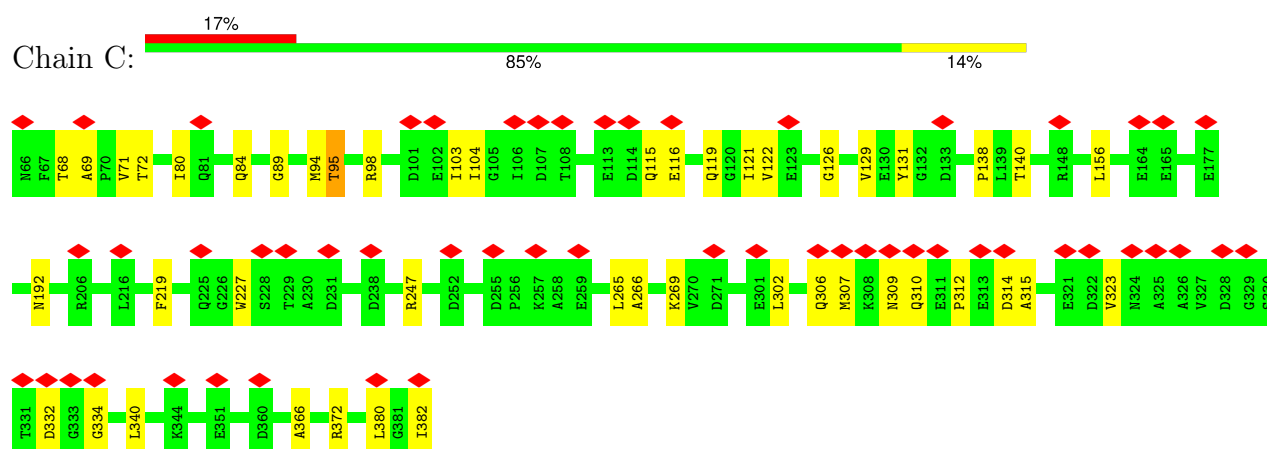 17%
Chain C:
85% 14%
N66 F67 T68 A69 P70 V71 T72 I80 Q81 Q84 G89 M94 T95 R98 D101 E102 I103 I104 G105 I106 D107 T108 E113 D114 Q115 E116 Q119 G120 I121 V122 E123 G126 V129 E130 Y131 G132 D133 P138 L139 T140 R148 L156 E164 E165 E177
N192 R206 L216 F219 Q225 G226 W227 S228 T229 A230 D231 D238 R247 D252 D255 P256 K257 A258 E259 L265 A266 K269 V270 D271 E301 L302 Q306 M307 K308 N309 Q310 E311 P312 E313 D314 A315 E321 D322 V323 N324 A325 A326 V327 D328 G329
T331 D332 G333 G334 L340 K344 E351 D360 A366 R372 L380 G381 I382